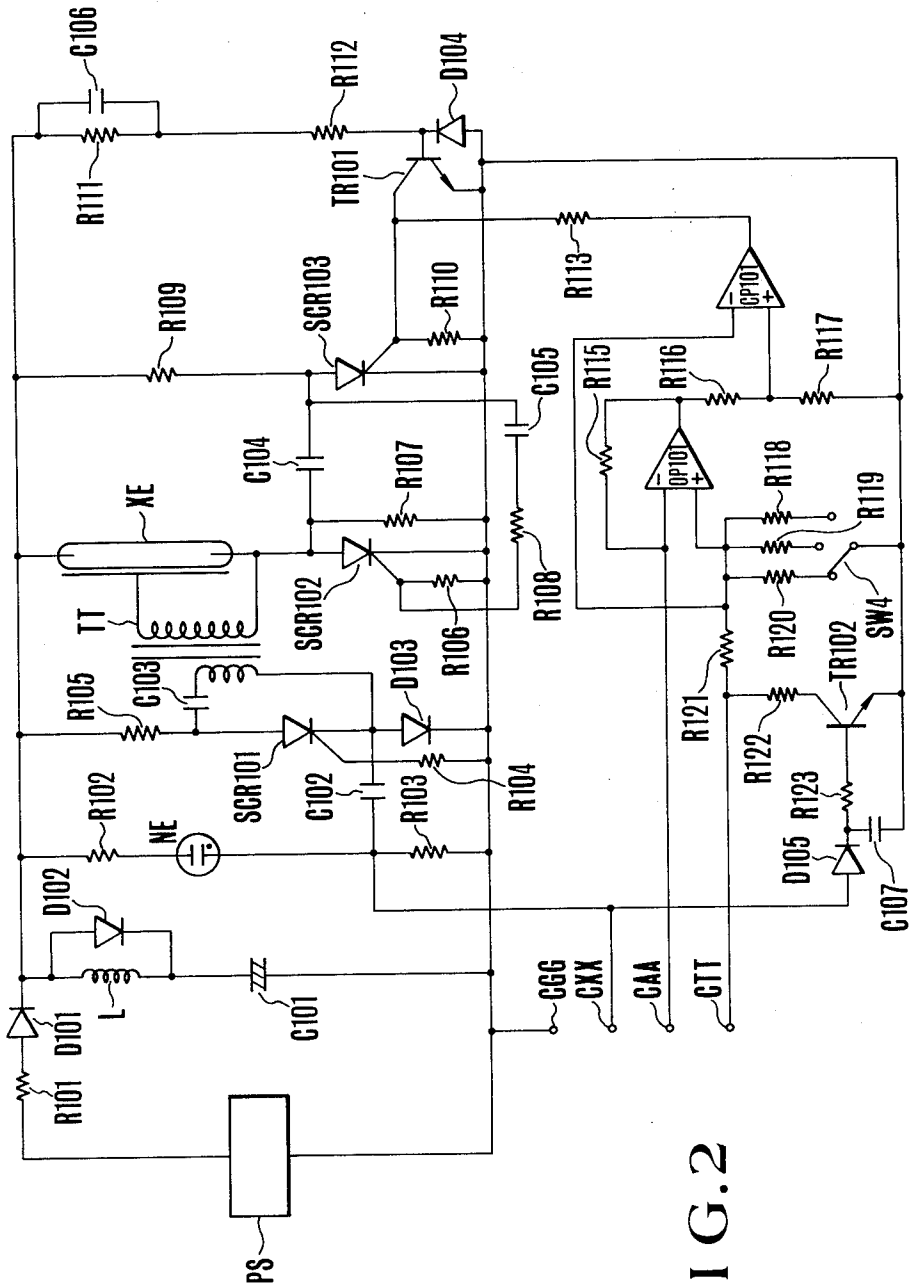 PS
R101
D101
L
D102
C101
R102
NE
R103
C102
R104
SCR101
R105
C103
D103
TT
XE
SCR102
R106
R107
R108
C104
C105
R109
SCR103
R110
R111
C106
R112
TR101
D104
R113
CGG
CXX
CAA
CTT
R115
OP101
- +
R116
R117
CP101
- +
R118
R119
R120
SW4
R121
R122
TR102
R123
D105
C107
I G.2